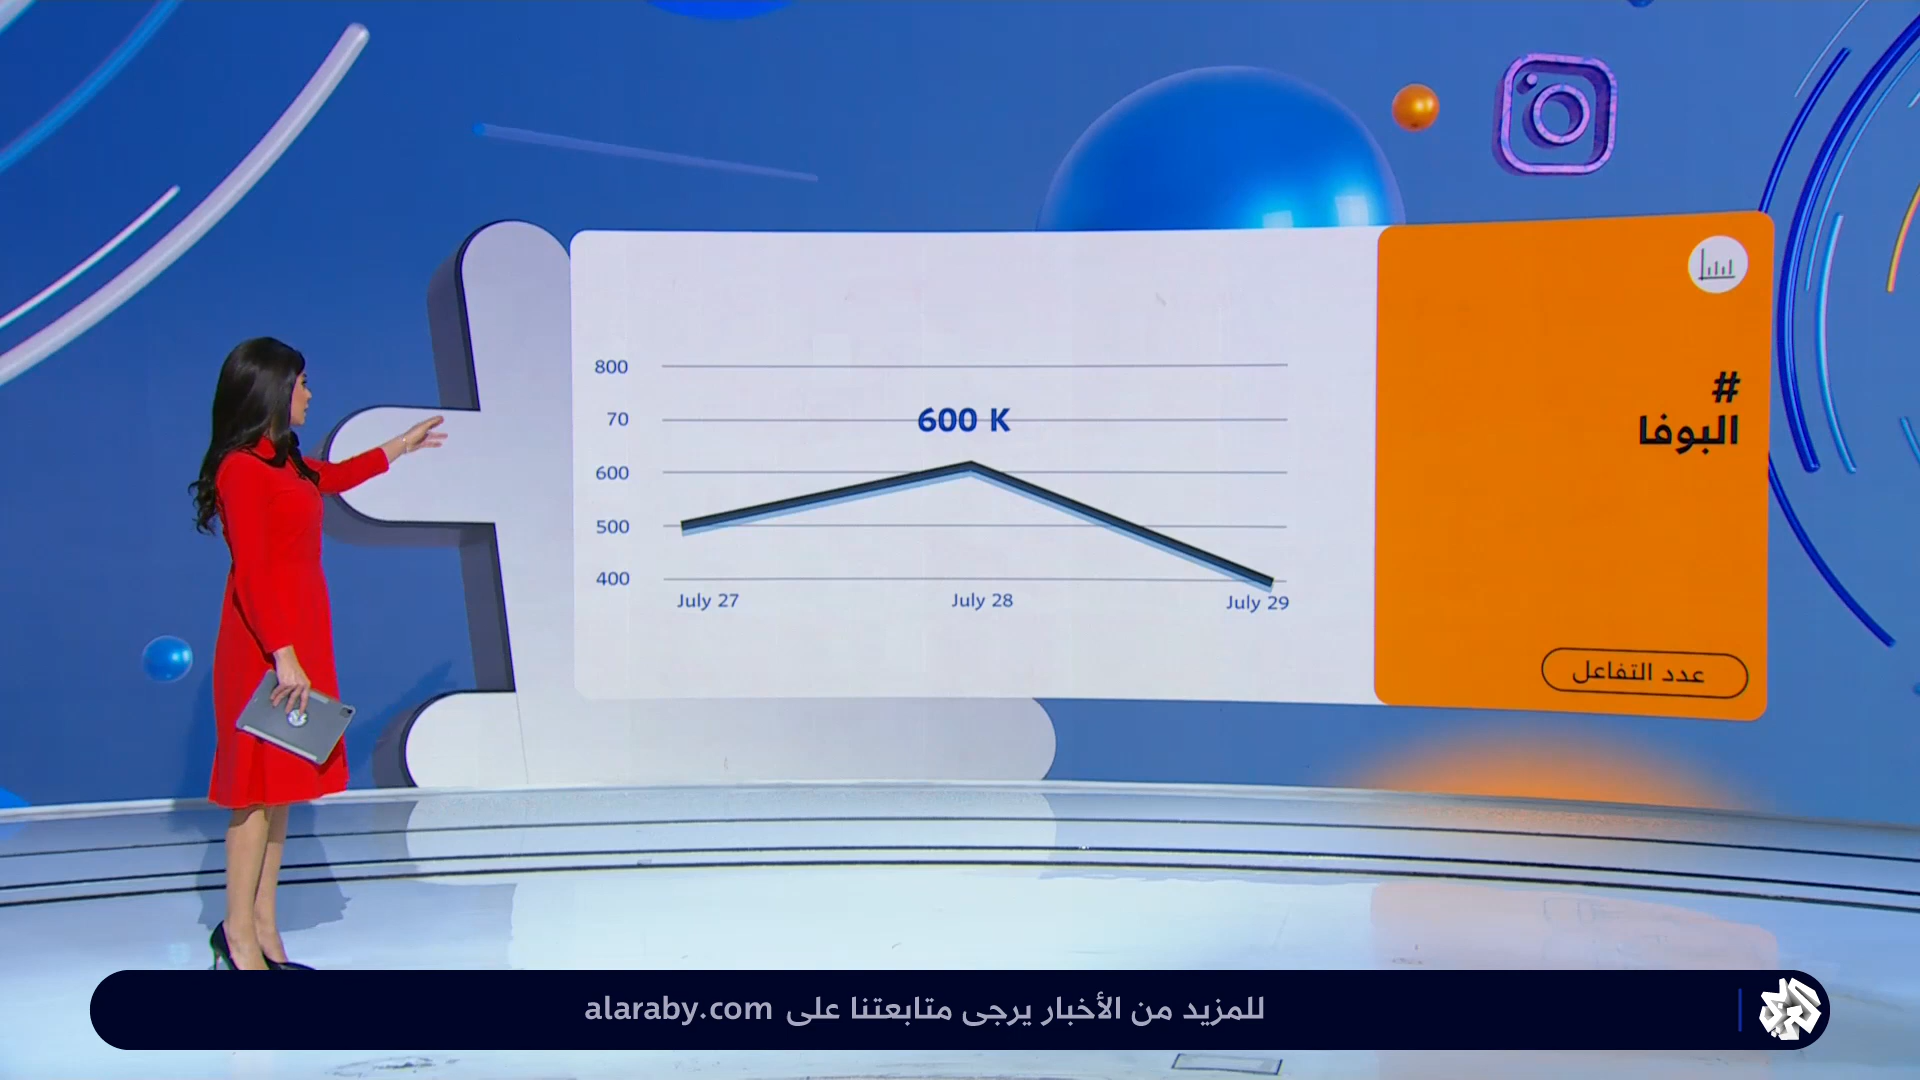 #
البوفا
800
70
600 K
600
500
400
July 27
July 28
July 29
عدد التفاعل
للمزيد من الأخبار يرجى متابعتنا على alaraby.com